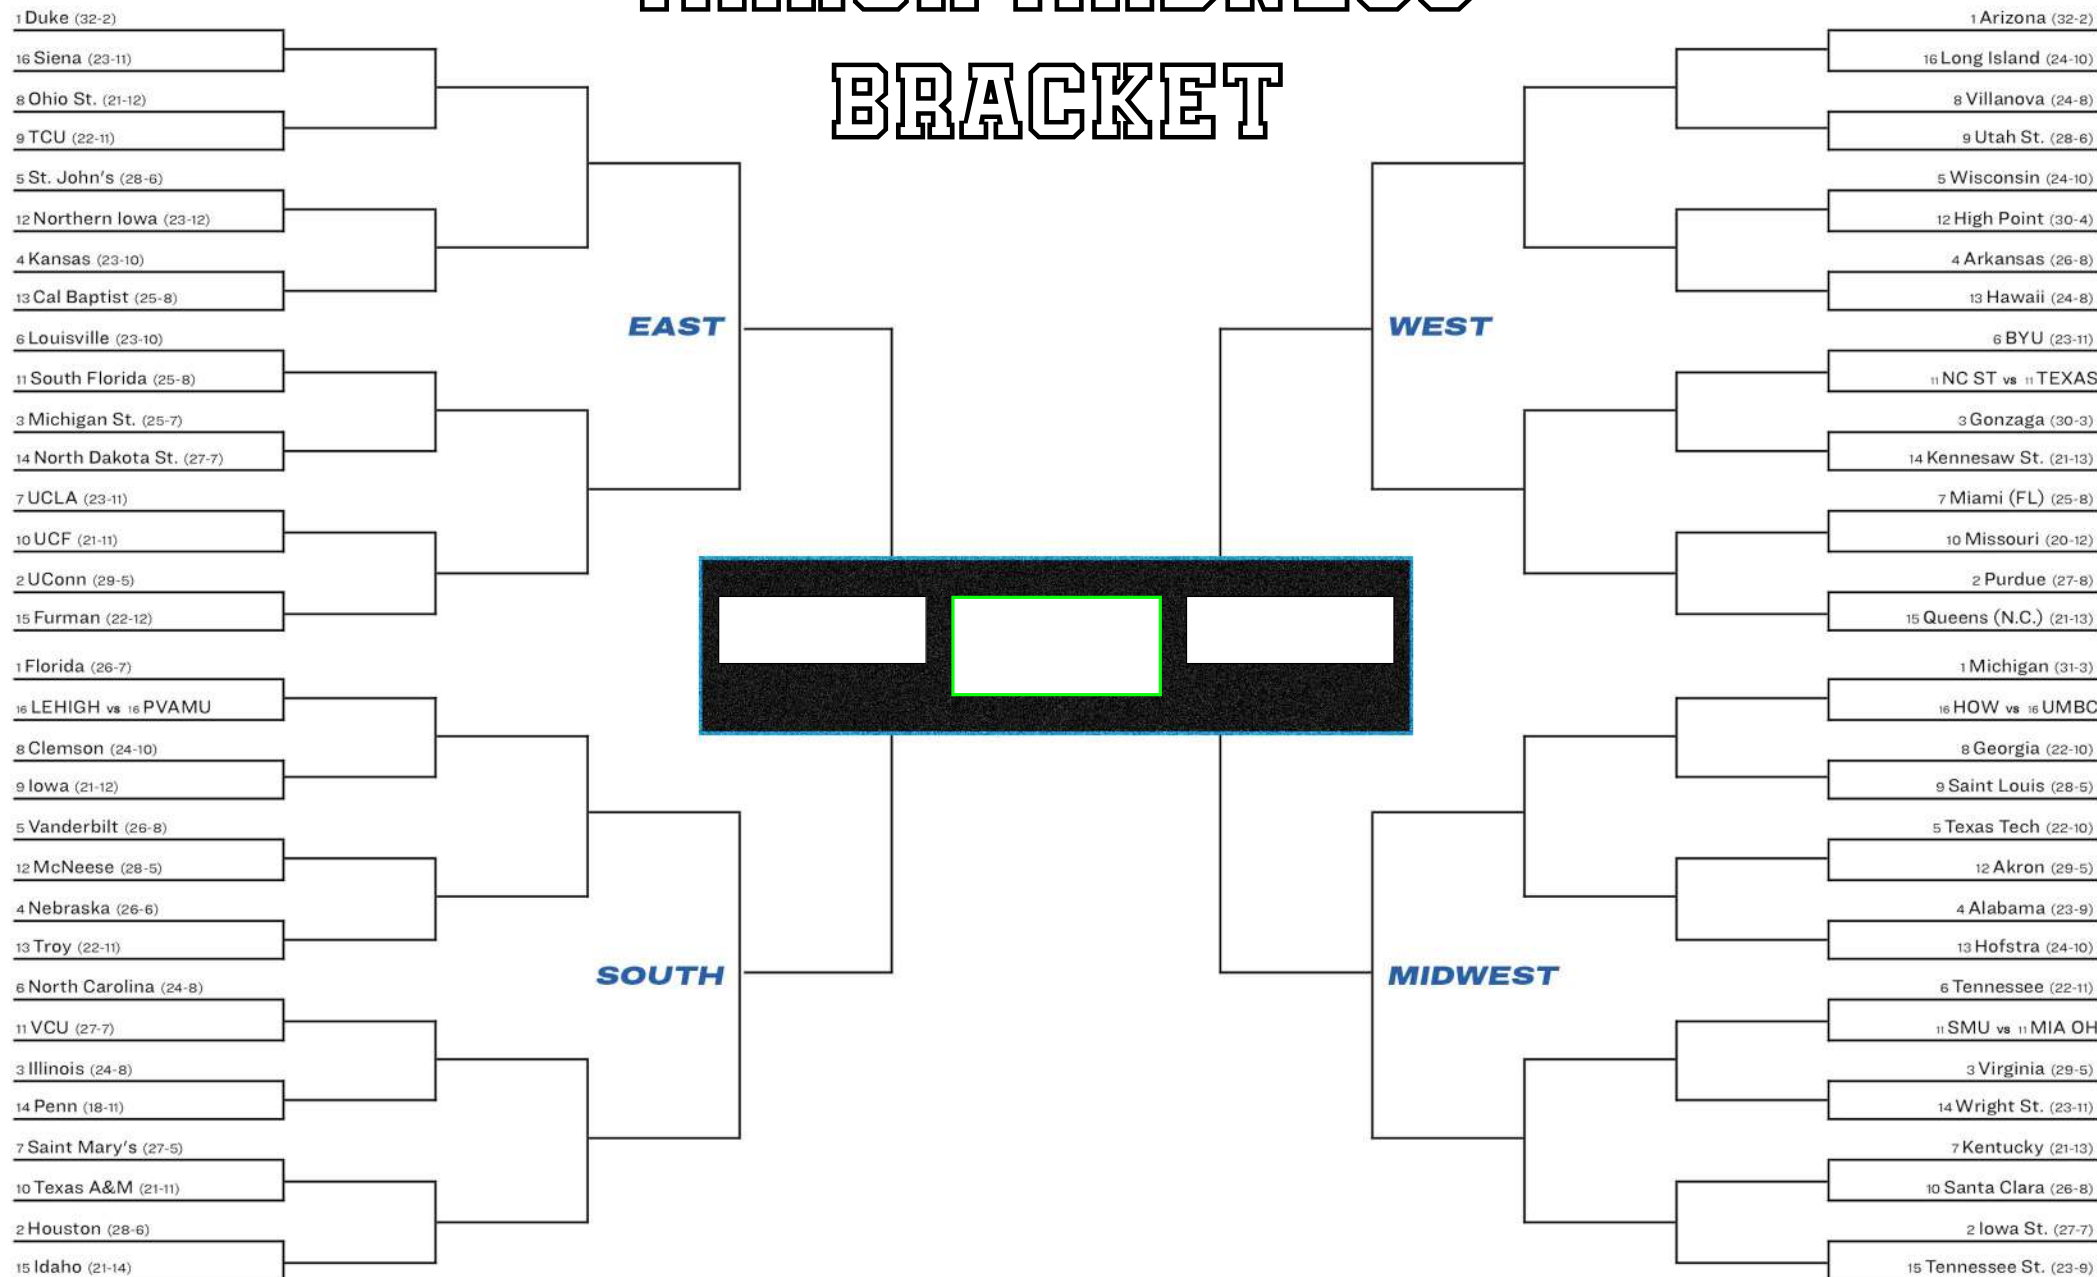 BRACKET
1 Duke (32-2)
16 Siena (23-11)
8 Ohio St. (21-12)
9 TCU (22-11)
5 St. John's (28-6)
12 Northern Iowa (23-12)
4 Kansas (23-10)
13 Cal Baptist (25-8)
6 Louisville (23-10)
11 South Florida (25-8)
3 Michigan St. (25-7)
14 North Dakota St. (27-7)
7 UCLA (23-11)
10 UCF (21-11)
2 UConn (29-5)
15 Furman (22-12)
EAST
1 Florida (26-7)
16 LEHIGH vs 16 PVAMU
8 Clemson (24-10)
9 Iowa (21-12)
5 Vanderbilt (26-8)
12 McNeese (28-5)
4 Nebraska (26-6)
13 Troy (22-11)
6 North Carolina (24-8)
11 VCU (27-7)
3 Illinois (24-8)
14 Penn (18-11)
7 Saint Mary's (27-5)
10 Texas A&M (21-11)
2 Houston (28-6)
15 Idaho (21-14)
SOUTH
1 Arizona (32-2)
16 Long Island (24-10)
8 Villanova (24-8)
9 Utah St. (28-6)
5 Wisconsin (24-10)
12 High Point (30-4)
4 Arkansas (26-8)
13 Hawaii (24-8)
6 BYU (23-11)
11 NC ST vs 11 TEXAS
3 Gonzaga (30-3)
14 Kennesaw St. (21-13)
7 Miami (FL) (25-8)
10 Missouri (20-12)
2 Purdue (27-8)
15 Queens (N.C.) (21-13)
WEST
1 Michigan (31-3)
16 HOW vs 16 UMBC
8 Georgia (22-10)
9 Saint Louis (28-5)
5 Texas Tech (22-10)
12 Akron (29-5)
4 Alabama (23-9)
13 Hofstra (24-10)
6 Tennessee (22-11)
11 SMU vs 11 MIA OH
3 Virginia (29-5)
14 Wright St. (23-11)
7 Kentucky (21-13)
10 Santa Clara (26-8)
2 Iowa St. (27-7)
15 Tennessee St. (23-9)
MIDWEST